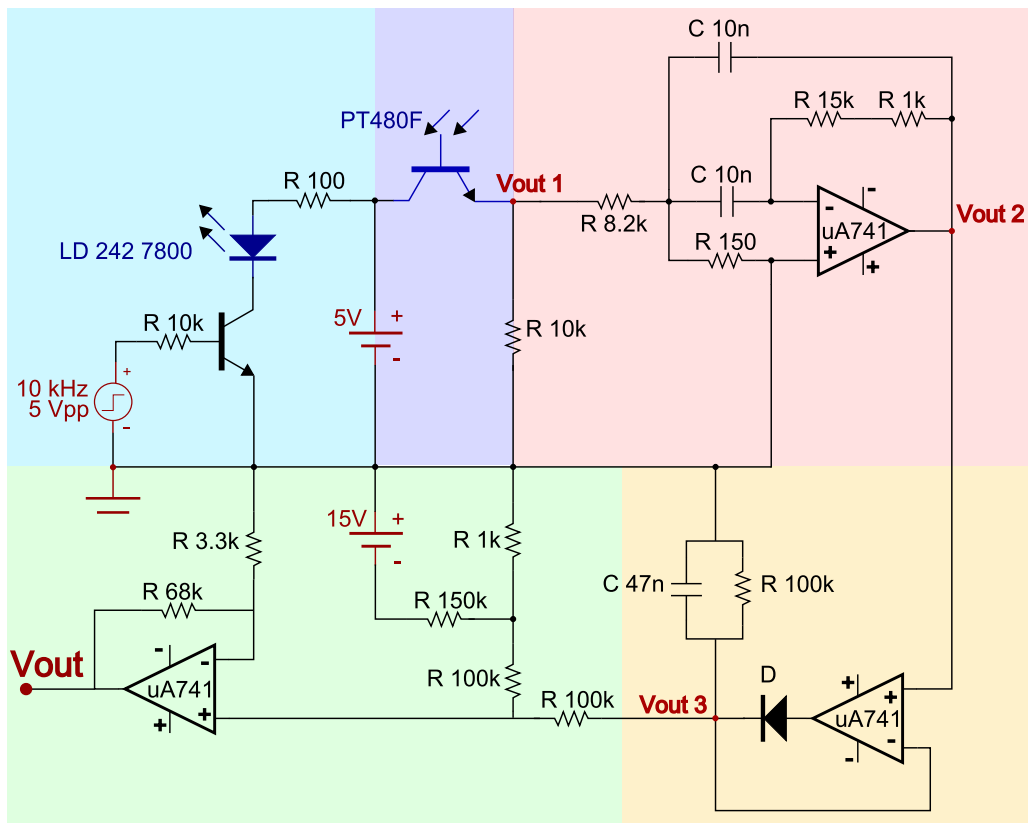 C 10n
R 15k
R 1k
PT480F
C 10n
R 100
Vout 1
R 8.2k
-
-
uA741
+
+
Vout 2
LD 242 7800
R 150
R 10k
5V
+
-
R 10k
10 kHz
5 Vpp
+
-
15V
+
-
R 3.3k
R 1k
R 68k
R 150k
C 47n
R 100k
Vout
-
-
uA741
+
+
R 100k
R 100k
Vout 3
D
+
+
uA741
-
-